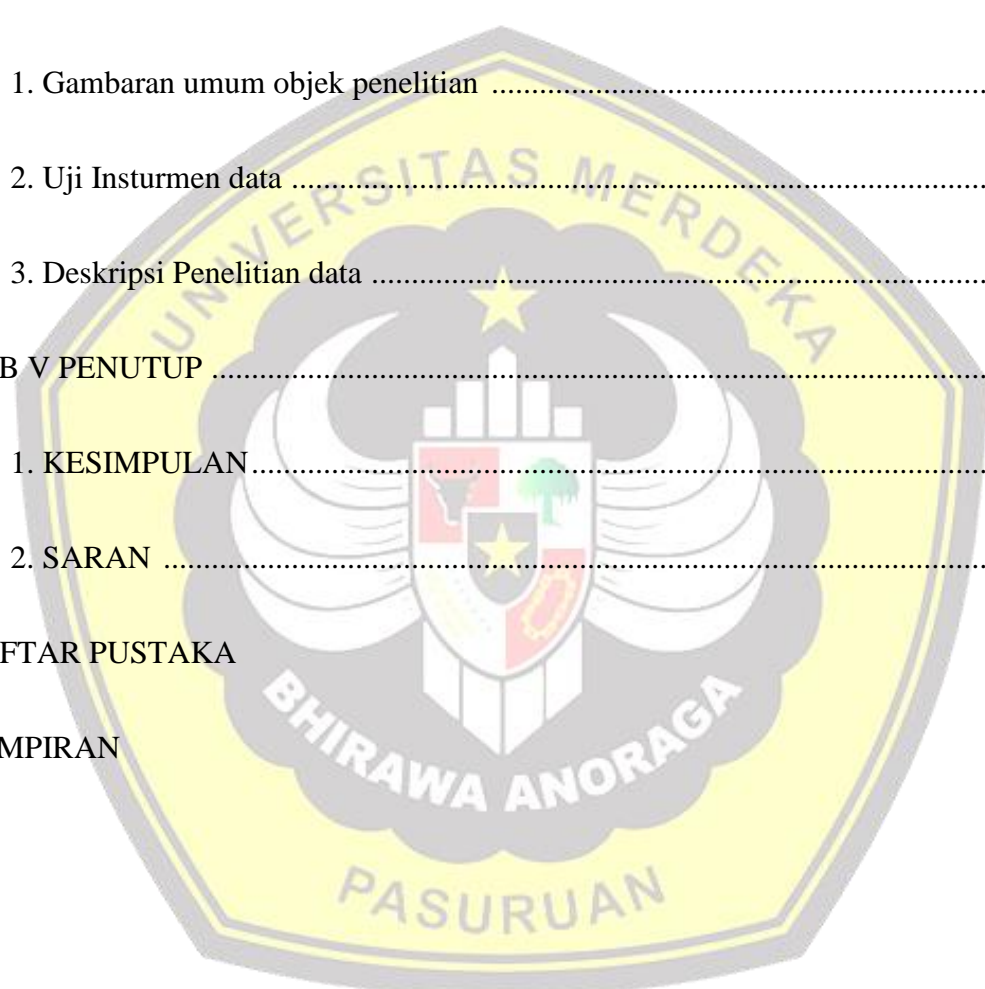 1. Gambaran umum objek penelitian ..............................................................
2. Uji Insturmen data .......................................................................................
3. Deskripsi Penelitian data .............................................................................
B V PENUTUP ................................................................................................
1. KESIMPULAN............................................................................................
2. SARAN .......................................................................................................
FTAR PUSTAKA
MPIRAN
UNIVERSITAS MERDEKA
BHIRAWA ANORAGA
PASURUAN